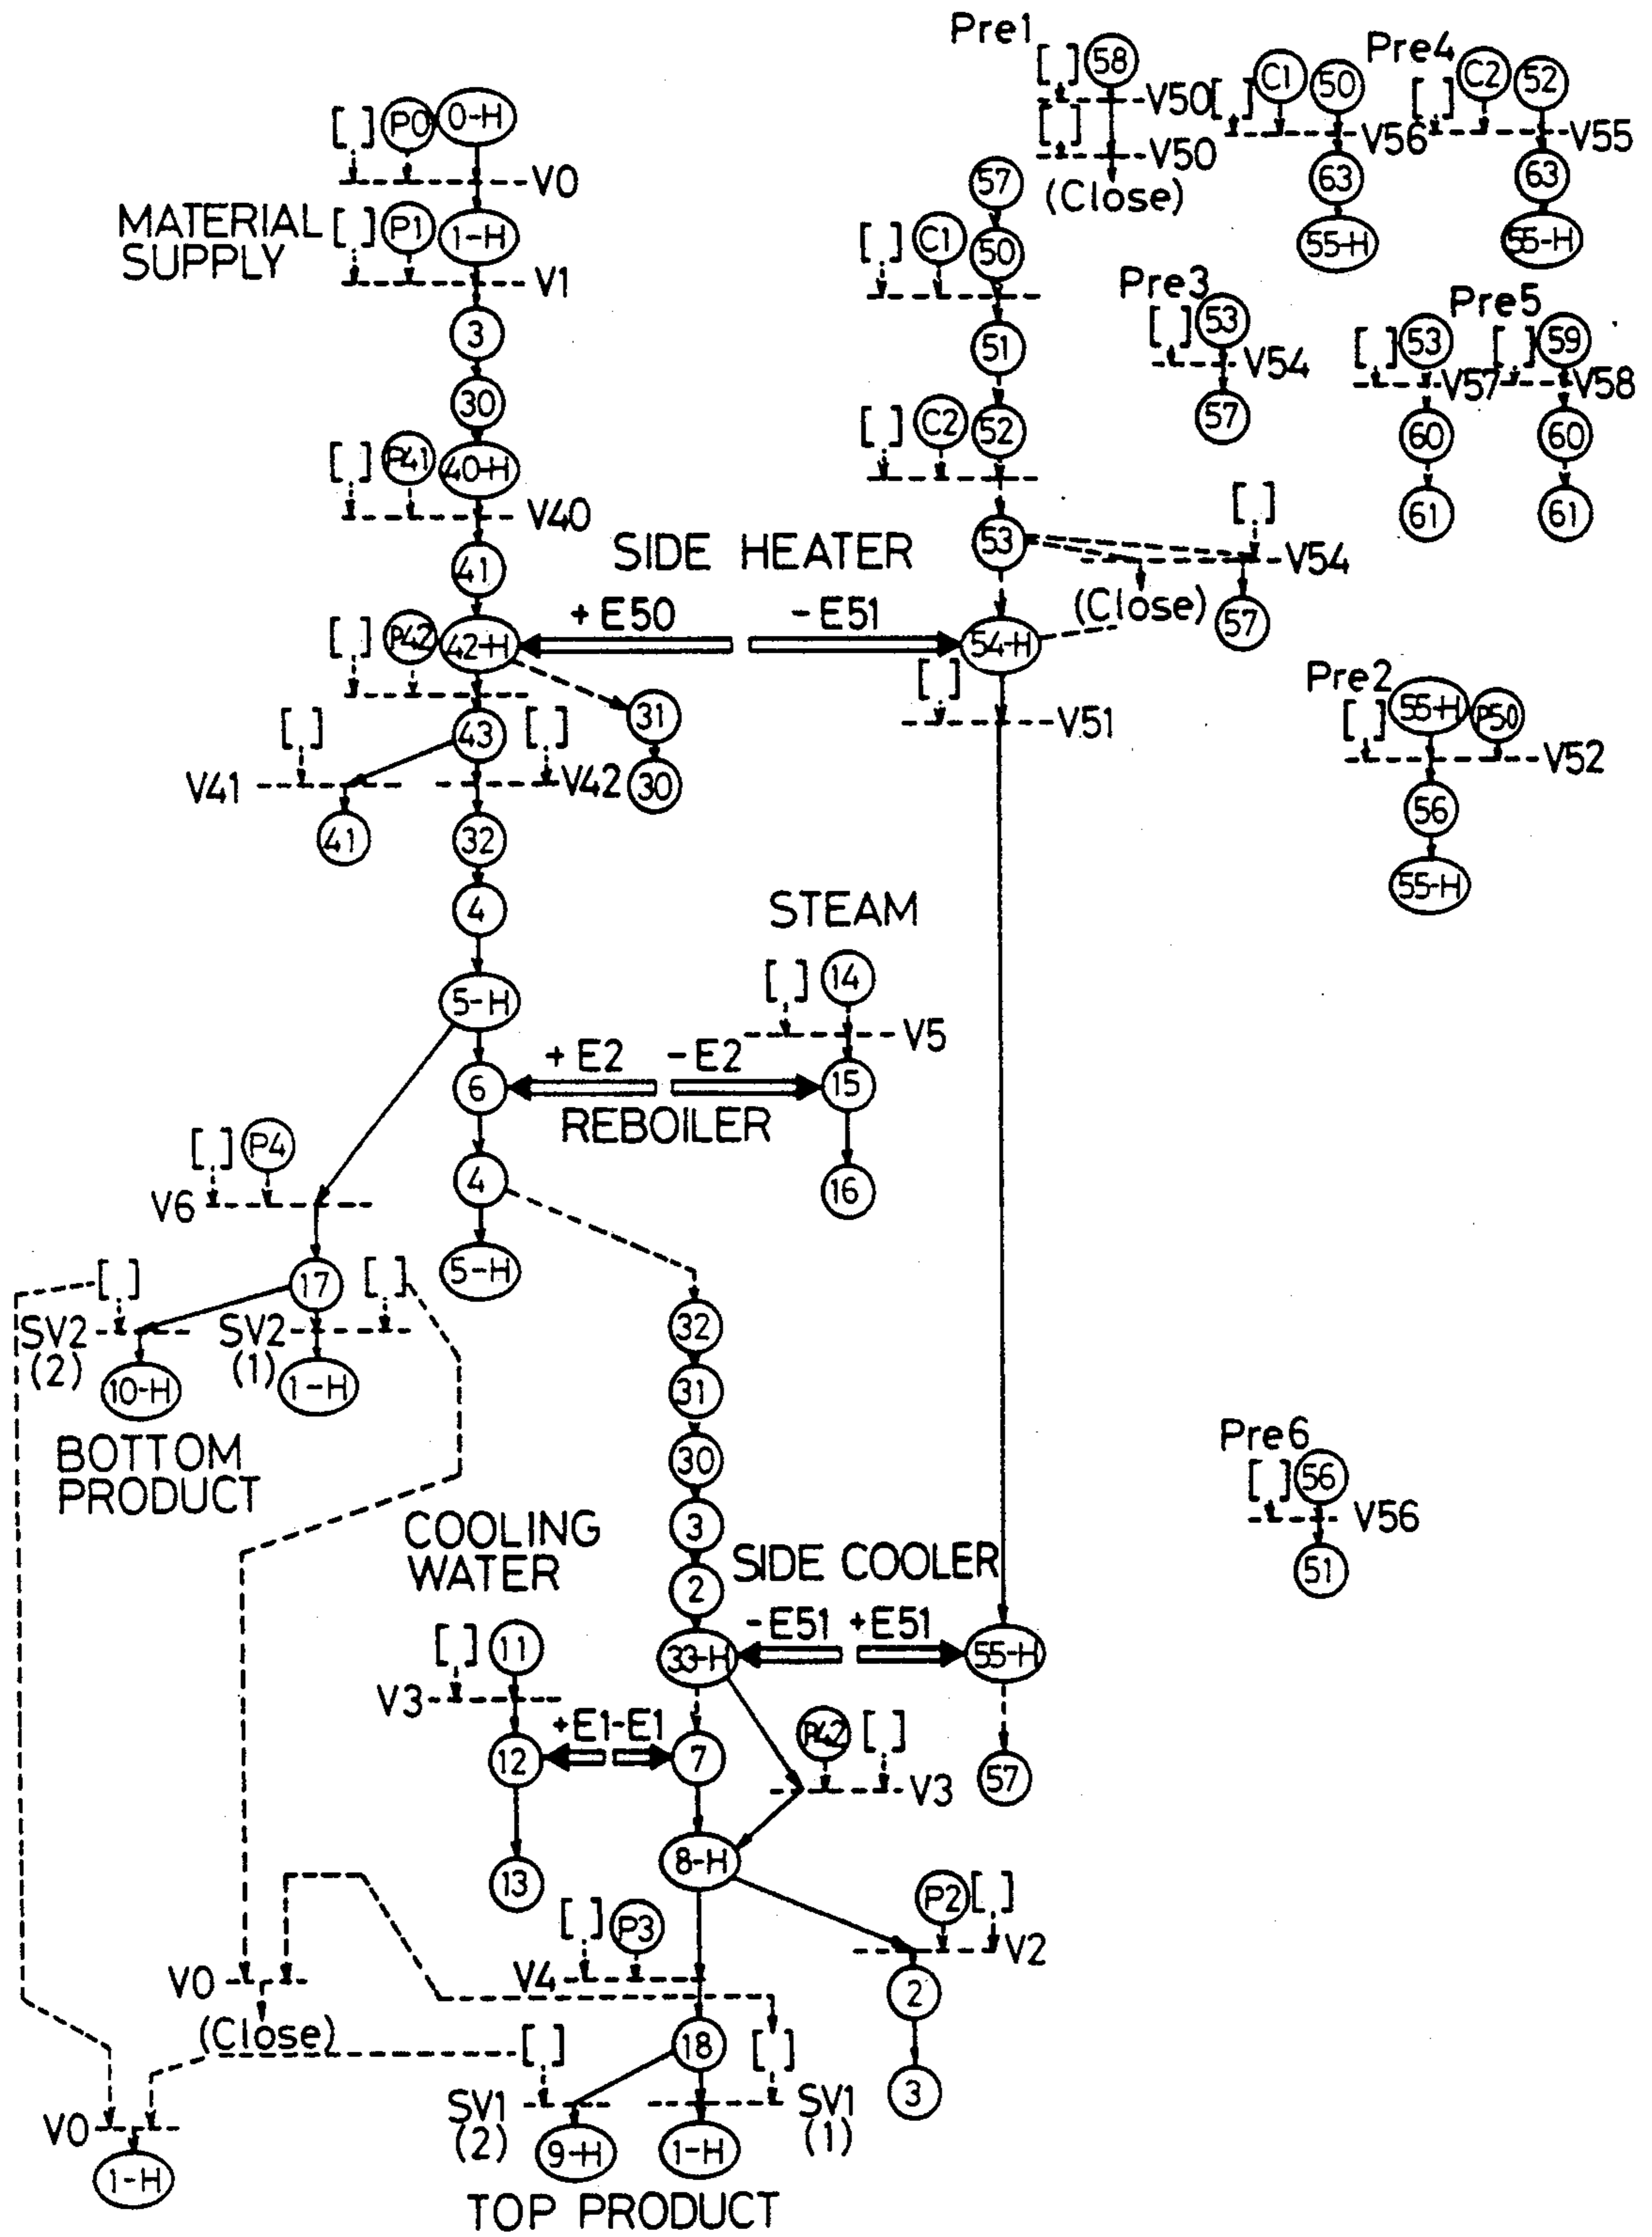 Pre1
[ ] 58
V50
[ ]
V50
(Close)
[ ] C1 50
V56
63
55-H
Pre4
[ ] C2 52
V55
63
55-H
[ ] P0 0-H
V0
MATERIAL
SUPPLY
[ ] P1 1-H
V1
3
30
[ ] P41 40-H
V40
41
SIDE HEATER
+E50 -E51
[ ] P42 42-H
31
30
43
[ ]
V41
41
[ ]
V42
32
4
5-H
57
[ ] C1 50
51
[ ] C2 52
53
[ ]
V54
(Close)
57
54-H
[ ]
V51
Pre3
[ ] 53
V54
57
Pre5
[ ] 53
V57
60
61
[ ] 59
V58
60
61
Pre2
[ ] 55-H P50
V52
56
55-H
STEAM
[ ] 14
V5
+E2 -E2
6
15
REBOILER
4
16
5-H
[ ] P4
V6
17
[ ]
SV2
(2)
10-H
[ ]
SV2
(1)
1-H
BOTTOM
PRODUCT
32
31
30
3
2
Pre6
[ ] 56
V56
51
COOLING
WATER
SIDE COOLER
-E51 +E51
33-H
55-H
[ ] 11
V3
+E1 -E1
12
7
13
P42 [ ]
V3
57
8-H
P2 [ ]
V2
2
3
[ ] P3
V4
V0
(Close)
18
[ ]
SV1
(2)
9-H
[ ]
SV1
(1)
1-H
V0
1-H
TOP PRODUCT